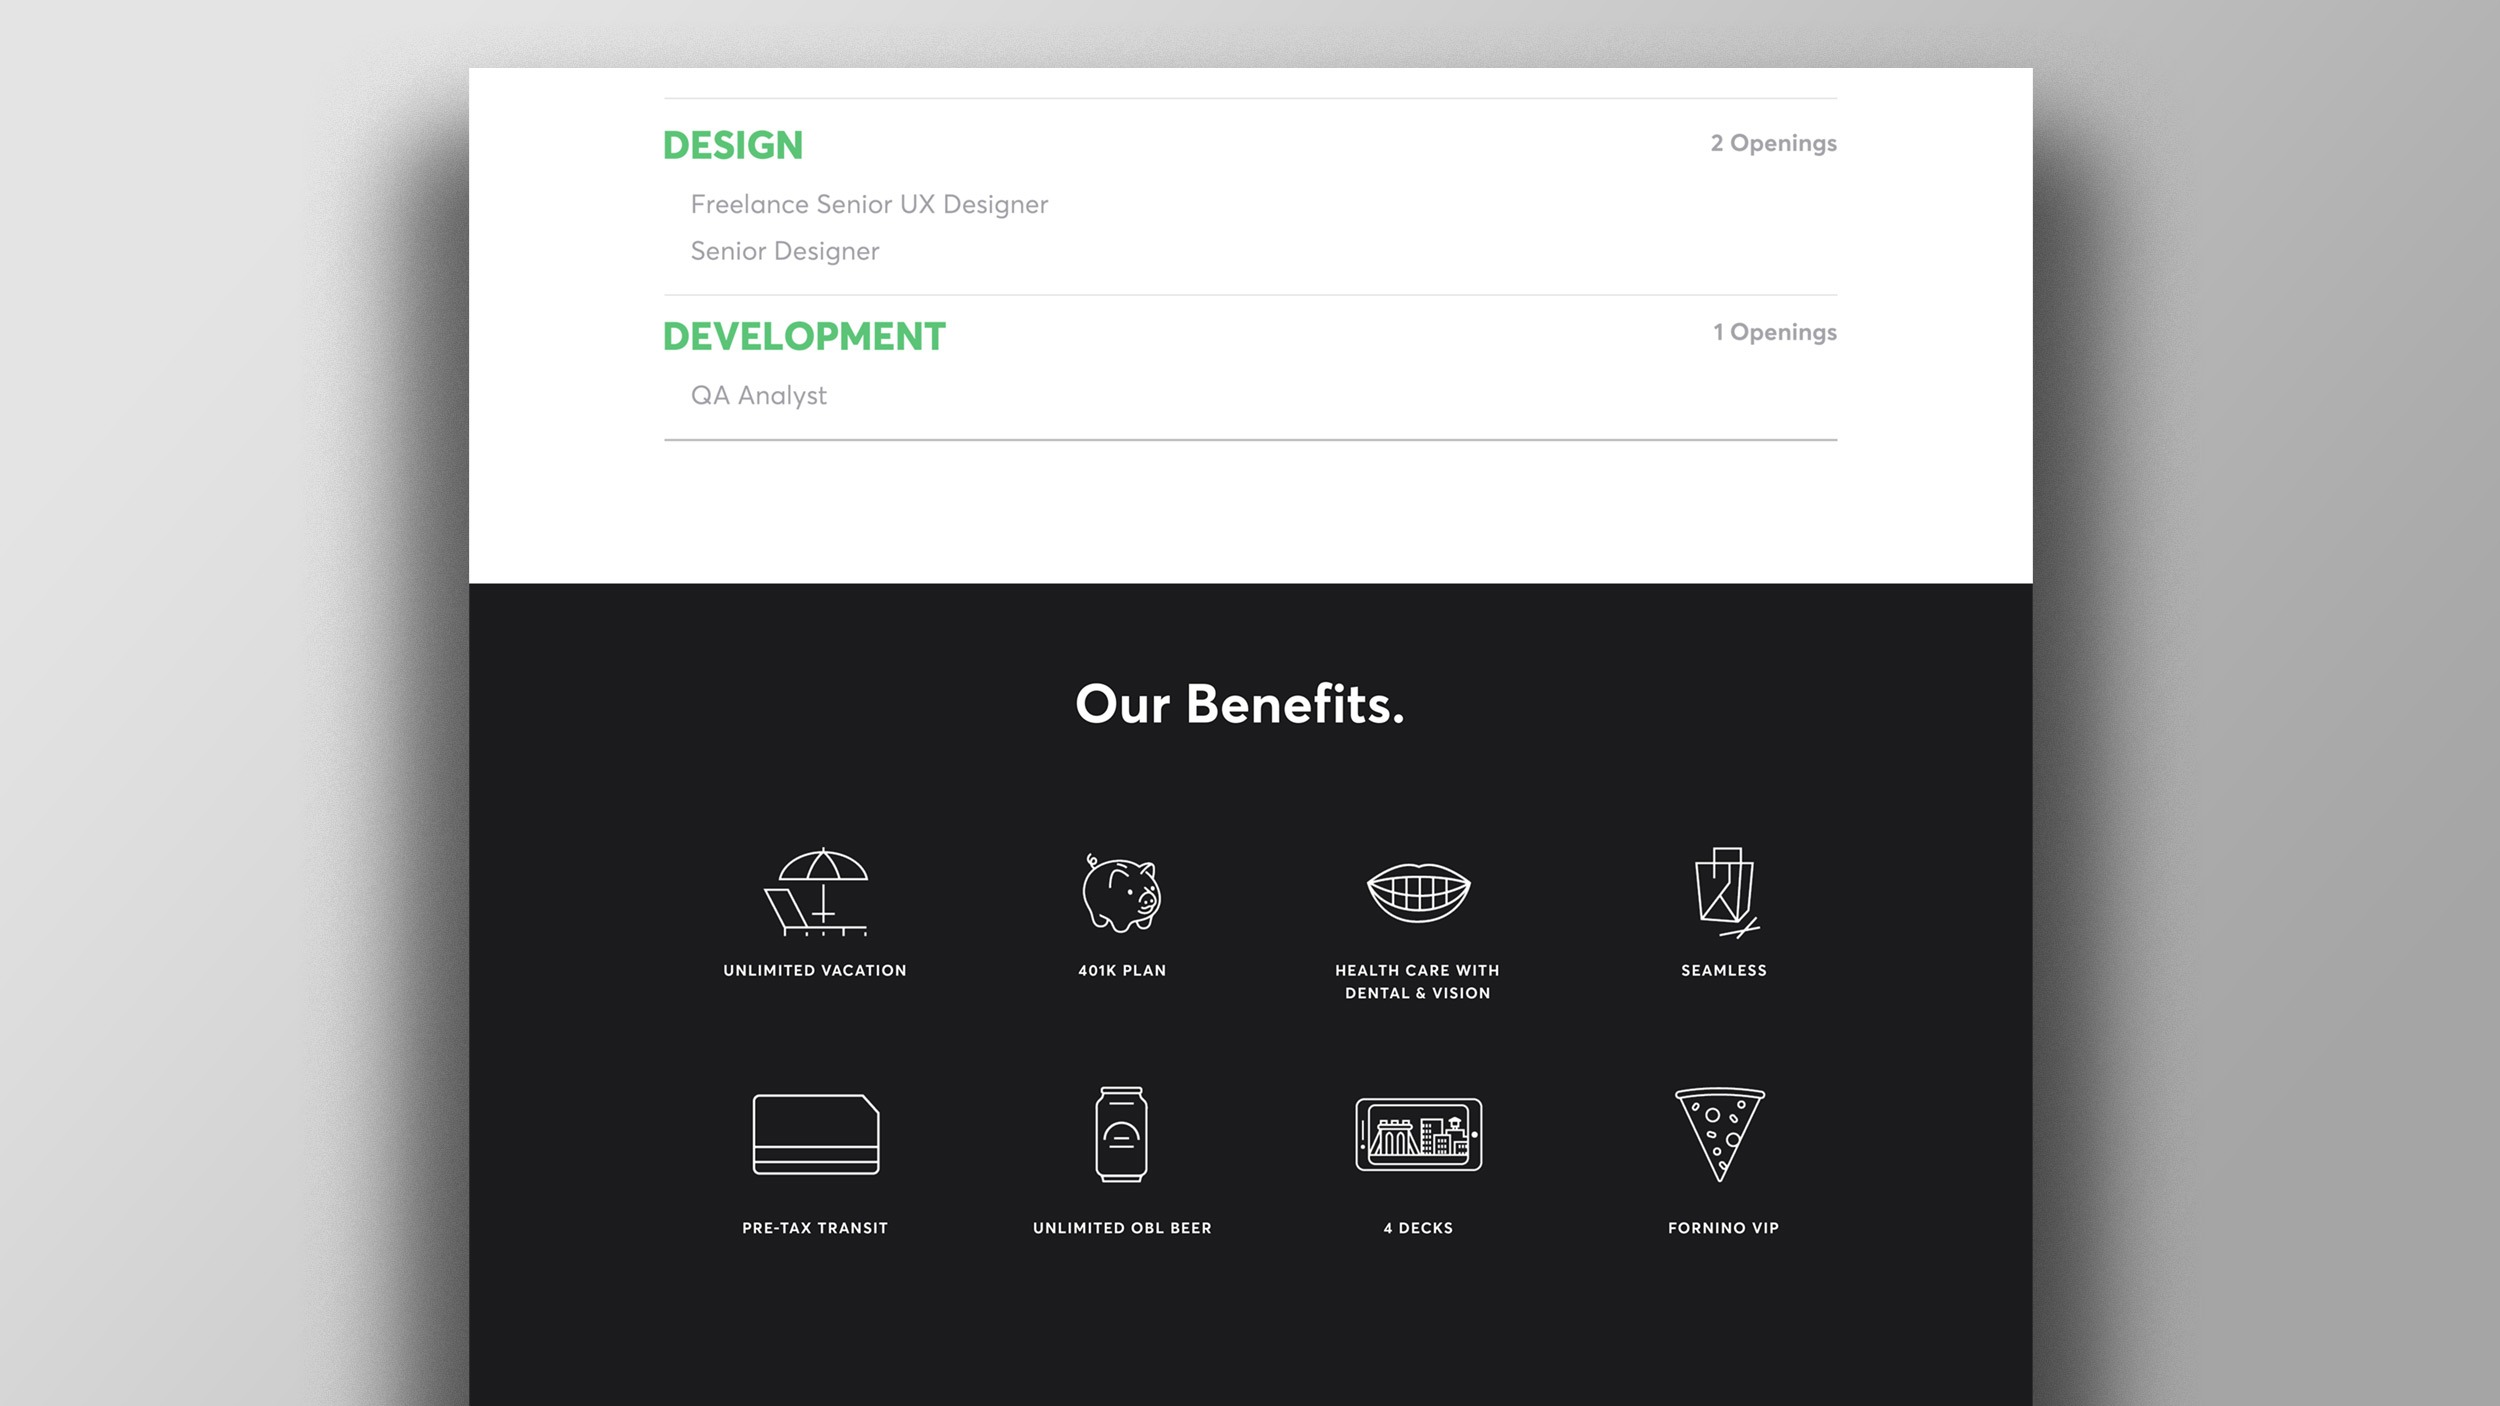 DESIGN
2 Openings
Freelance Senior UX Designer
Senior Designer
DEVELOPMENT
1 Openings
QA Analyst
Our Benefits.
UNLIMITED VACATION
401K PLAN
HEALTH CARE WITH
DENTAL & VISION
SEAMLESS
PRE-TAX TRANSIT
UNLIMITED OBL BEER
4 DECKS
FORNINO VIP